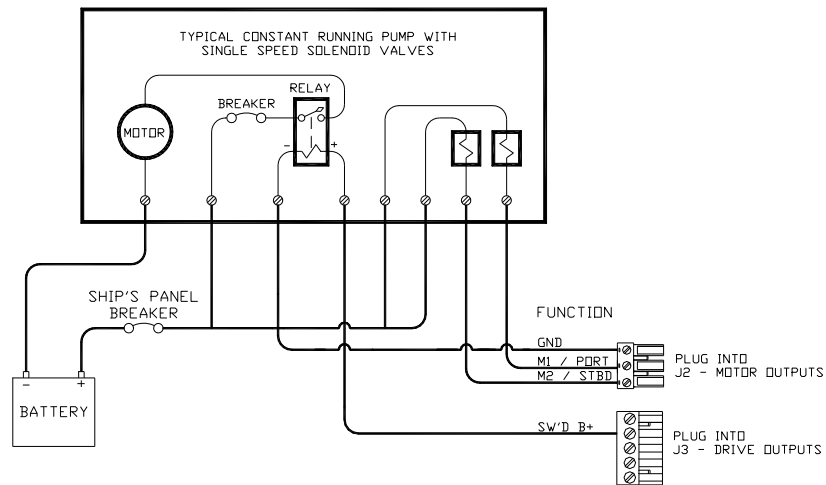 TYPICAL CONSTANT RUNNING PUMP WITH
SINGLE SPEED SOLENOID VALVES
RELAY
BREAKER
MOTOR
- +
SHIP'S PANEL
BREAKER
FUNCTION
GND
M1 / PORT
M2 / STBD
PLUG INTO
J2 - MOTOR OUTPUTS
- +
BATTERY
SW'D B+
PLUG INTO
J3 - DRIVE OUTPUTS